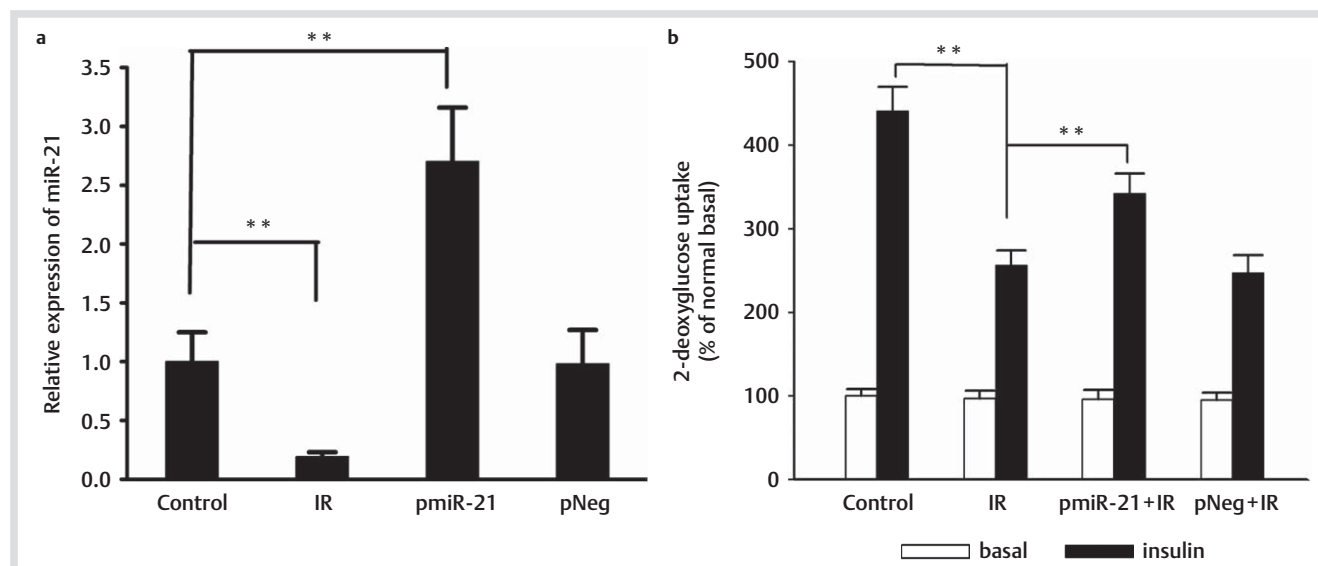 a
**
**
Relative expression of miR-21
3.5
3.0
2.5
2.0
1.5
1.0
0.5
0.0
Control IR pmiR-21 pNeg
b
**
**
2-deoxyglucose uptake
(% of normal basal)
500
400
300
200
100
0
Control IR pmiR-21+IR pNeg+IR
basal insulin